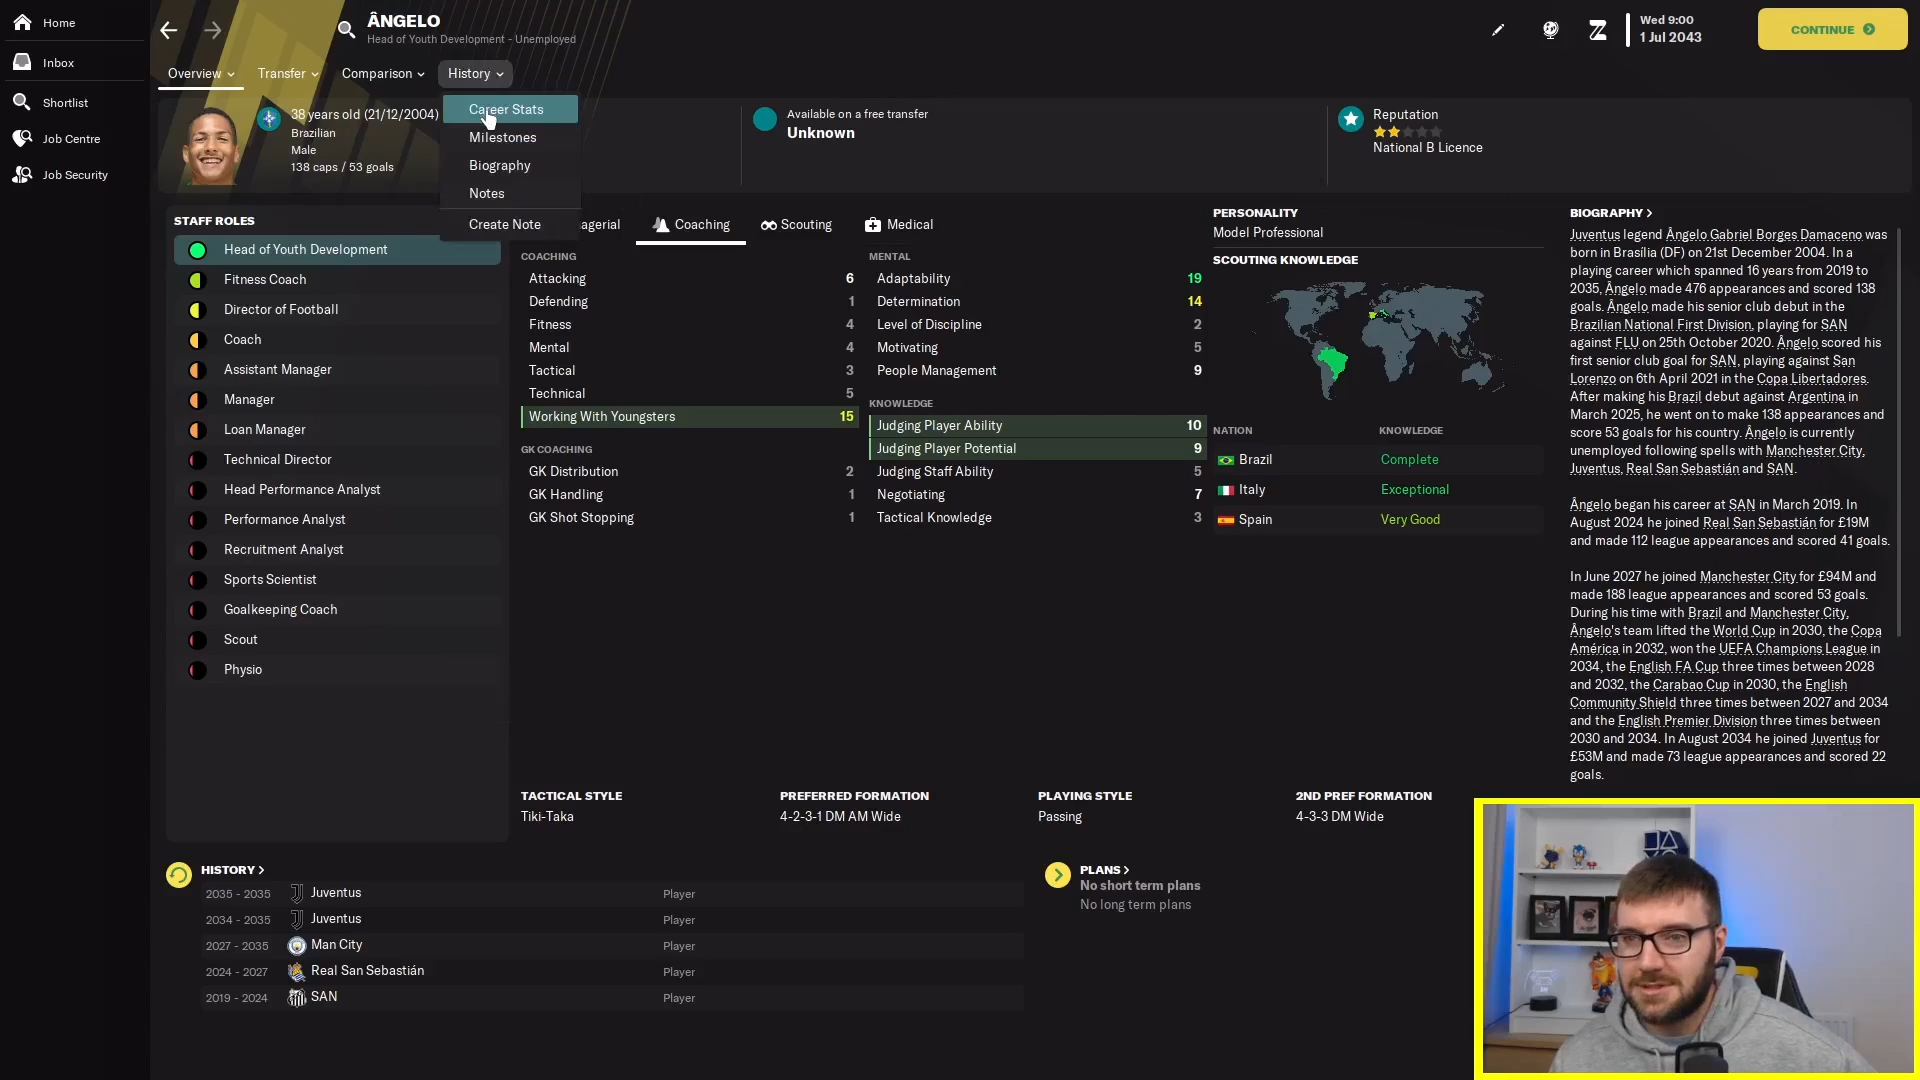 Home
Inbox
Shortlist
Job Centre
Job Security
ÂNGELO
Head of Youth Development - Unemployed
Wed 9:00
1 Jul 2043
CONTINUE
Overview
Transfer
Comparison
History
Career Stats
Milestones
Biography
Notes
Create Note
38 years old (21/12/2004)
Brazilian
Male
138 caps / 53 goals
Available on a free transfer
Unknown
Reputation
National B Licence
STAFF ROLES
Head of Youth Development
Fitness Coach
Director of Football
Coach
Assistant Manager
Manager
Loan Manager
Technical Director
Head Performance Analyst
Performance Analyst
Recruitment Analyst
Sports Scientist
Goalkeeping Coach
Scout
Physio
agerial
Coaching
Scouting
Medical
COACHING
Attacking 6
Defending 1
Fitness 4
Mental 4
Tactical 3
Technical 5
Working With Youngsters 15
GK COACHING
GK Distribution 2
GK Handling 1
GK Shot Stopping 1
MENTAL
Adaptability 19
Determination 14
Level of Discipline 2
Motivating 5
People Management 9
KNOWLEDGE
Judging Player Ability 10
Judging Player Potential 9
Judging Staff Ability 5
Negotiating 7
Tactical Knowledge 3
PERSONALITY
Model Professional
SCOUTING KNOWLEDGE
NATION KNOWLEDGE
Brazil Complete
Italy Exceptional
Spain Very Good
BIOGRAPHY >
Juventus legend Ângelo Gabriel Borges Damaceno was
born in Brasília (DF) on 21st December 2004. In a
playing career which spanned 16 years from 2019 to
2035, Ângelo made 476 appearances and scored 138
goals. Ângelo made his senior club debut in the
Brazilian National First Division, playing for SAN
against FLU on 25th October 2020. Ângelo scored his
first senior club goal for SAN, playing against San
Lorenzo on 6th April 2021 in the Copa Libertadores.
After making his Brazil debut against Argentina in
March 2025, he went on to make 138 appearances and
score 53 goals for his country. Ângelo is currently
unemployed following spells with Manchester City,
Juventus, Real San Sebastián and SAN.
Ângelo began his career at SAN in March 2019. In
August 2024 he joined Real San Sebastián for £19M
and made 112 league appearances and scored 41 goals.
In June 2027 he joined Manchester City for £94M and
made 188 league appearances and scored 53 goals.
During his time with Brazil and Manchester City,
Ângelo's team lifted the World Cup in 2030, the Copa
América in 2032, won the UEFA Champions League in
2034, the English FA Cup three times between 2028
and 2032, the Carabao Cup in 2030, the English
Community Shield three times between 2027 and 2034
and the English Premier Division three times between
2030 and 2034. In August 2034 he joined Juventus for
£53M and made 73 league appearances and scored 22
goals.
TACTICAL STYLE
Tiki-Taka
PREFERRED FORMATION
4-2-3-1 DM AM Wide
PLAYING STYLE
Passing
2ND PREF FORMATION
4-3-3 DM Wide
HISTORY >
2035 - 2035 Juventus Player
2034 - 2035 Juventus Player
2027 - 2035 Man City Player
2024 - 2027 Real San Sebastián Player
2019 - 2024 SAN Player
PLANS >
No short term plans
No long term plans